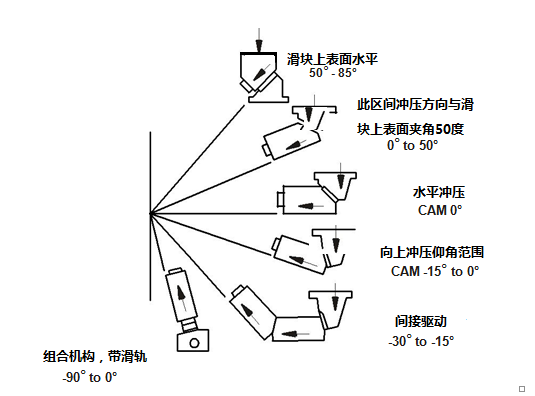 滑块上表面水平
50°- 85°
此区间冲压方向与滑
块上表面夹角50度
0° to 50°
水平冲压
CAM 0°
向上冲压仰角范围
CAM -15° to 0°
间接驱动
-30° to -15°
组合机构，带滑轨
-90° to 0°